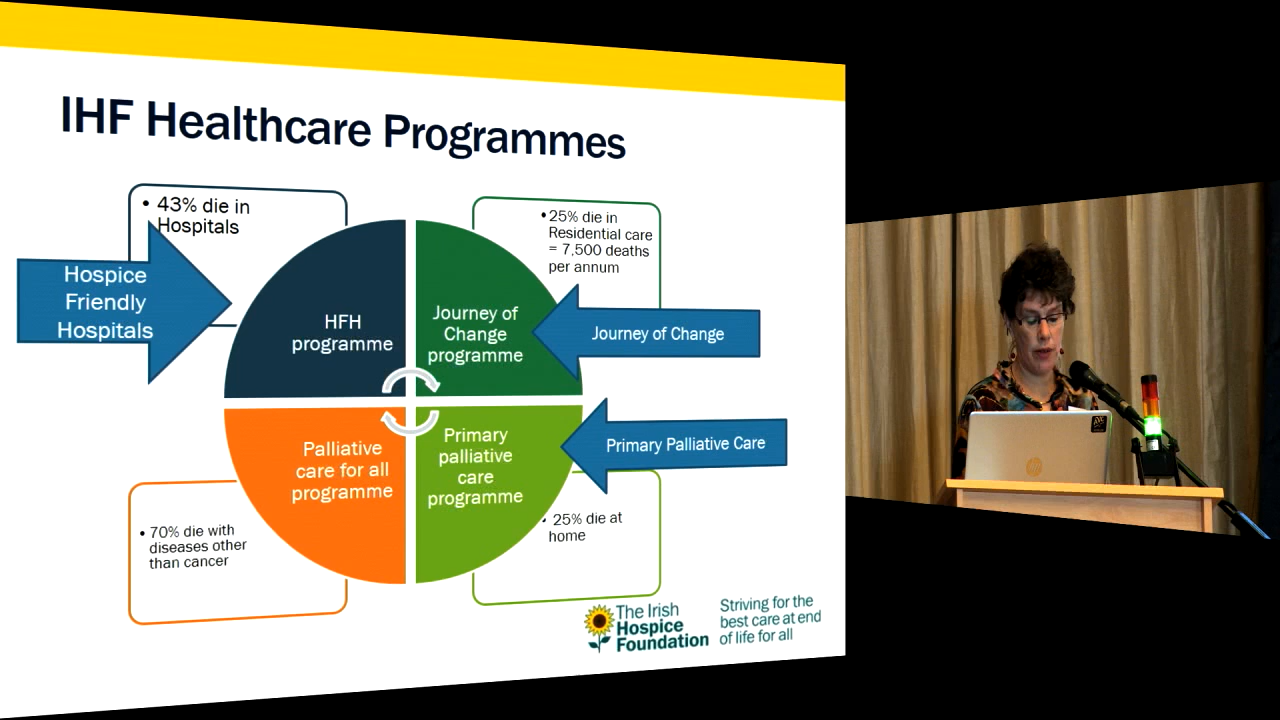 IHF Healthcare Programmes
• 43% die in
Hospitals
• 25% die in
Residential care
= 7,500 deaths
per annum
Hospice
Friendly
Hospitals
HFH
programme
Journey of
Change
programme
Journey of Change
Palliative
care for all
programme
Primary
palliative
care
programme
Primary Palliative Care
• 70% die with
diseases other
than cancer
• 25% die at
home
The Irish
Hospice
Foundation
Striving for the
best care at end
of life for all
hp